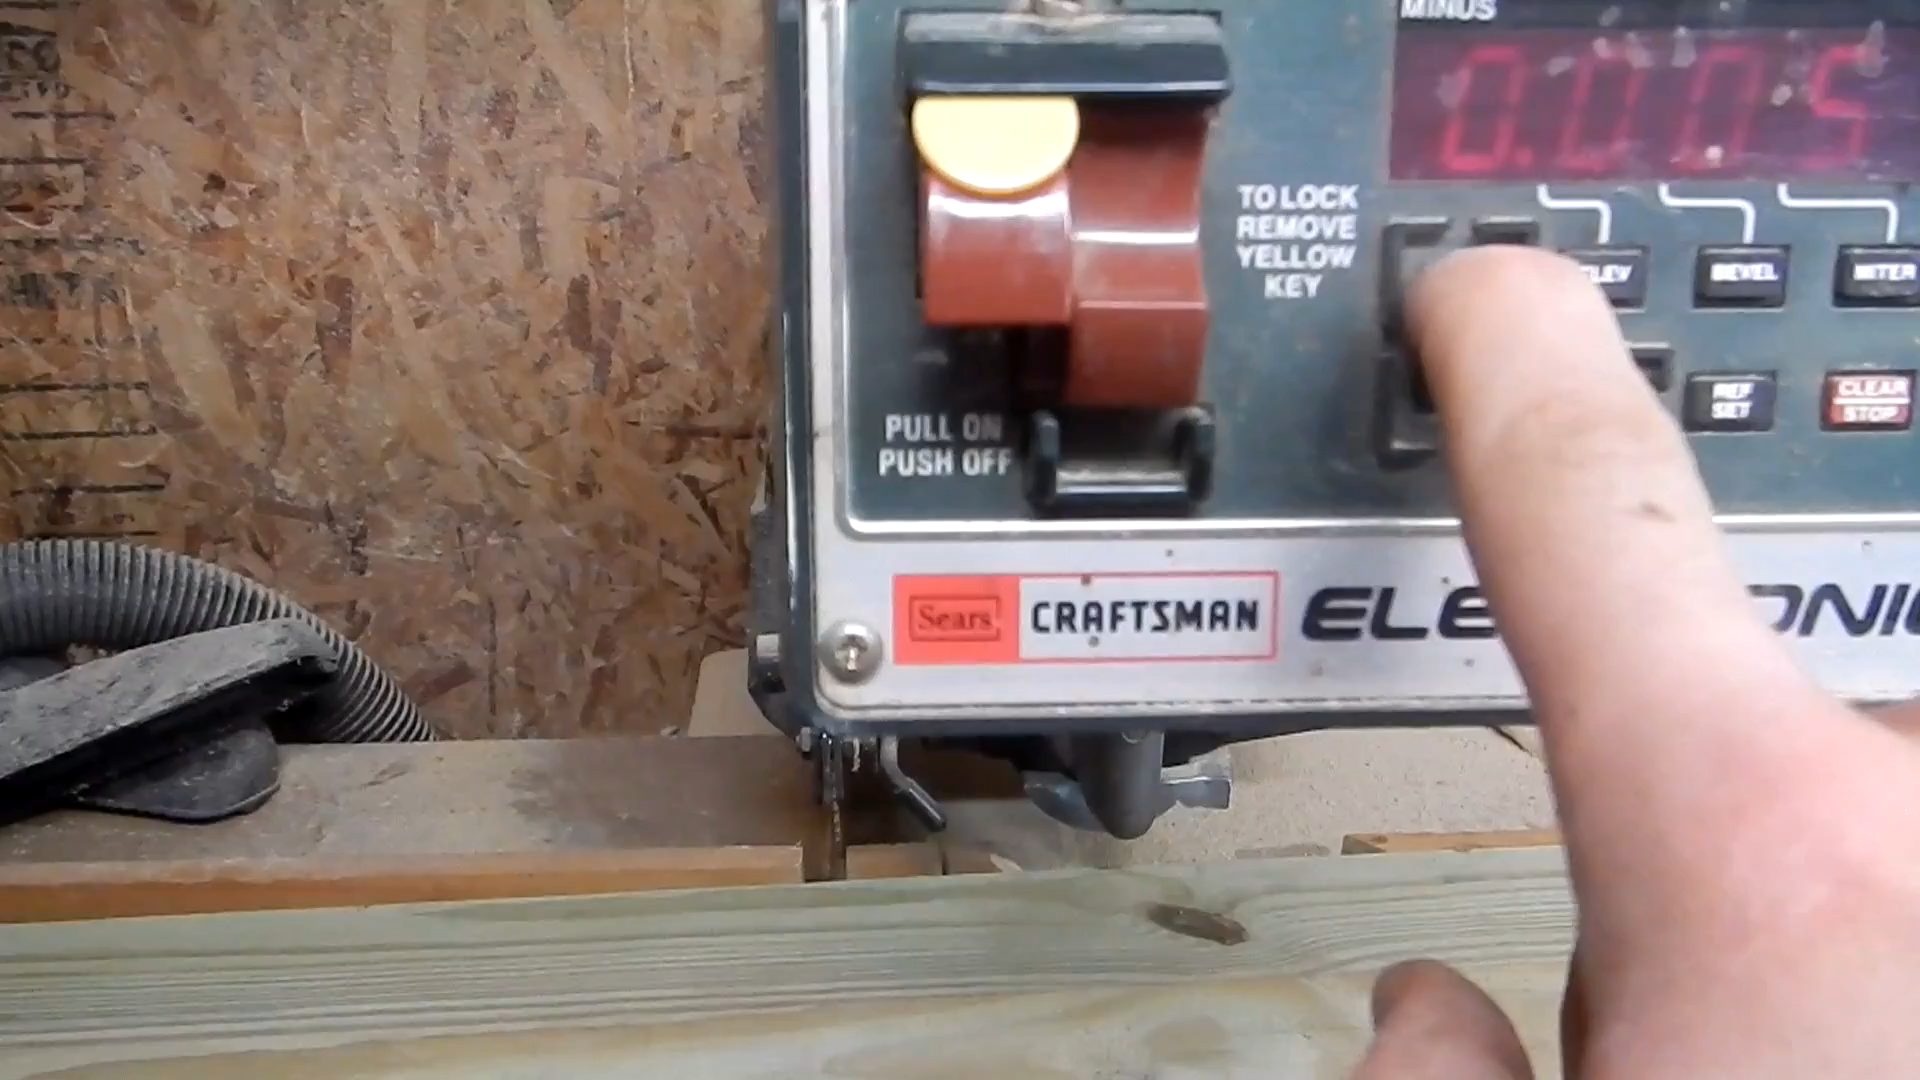 MINUS
0.005
TO LOCK
REMOVE
YELLOW
KEY
BEVEL
MITER
PULL ON
PUSH OFF
REF
SET
CLEAR
STOP
Sears
CRAFTSMAN